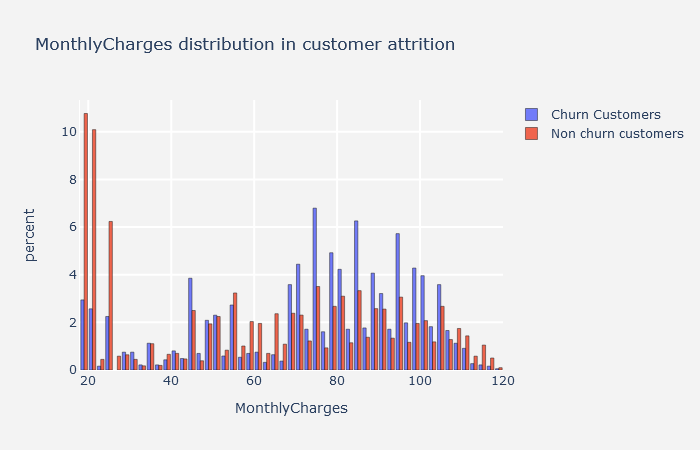 MonthlyCharges distribution in customer attrition
Churn Customers
Non churn customers
10
8
6
4
2
0
percent
20 40 60 80 100 120
MonthlyCharges